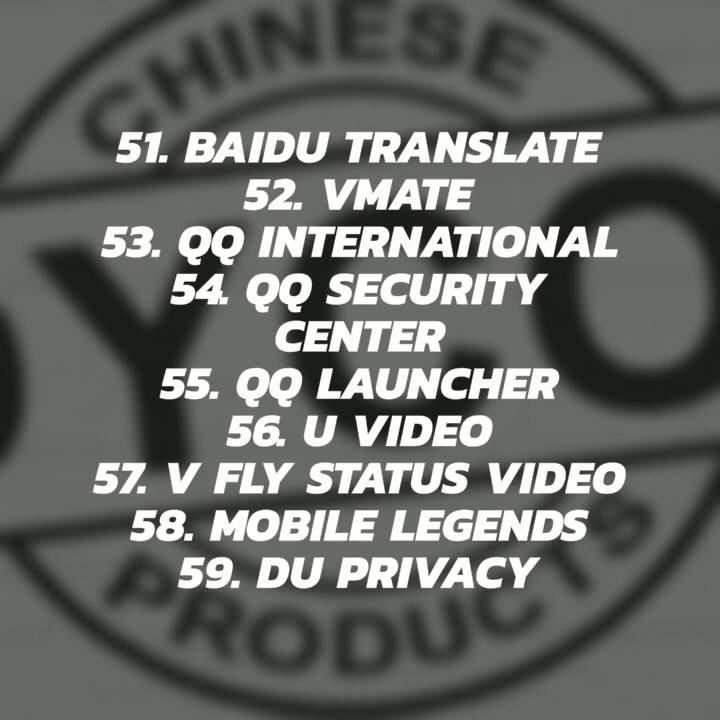 CHINESE
51. BAIDU TRANSLATE
52. VMATE
53. QQ INTERNATIONAL
54. QQ SECURITY
CENTER
55. QQ LAUNCHER
56. U VIDEO
57. V FLY STATUS VIDEO
58. MOBILE LEGENDS
59. DU PRIVACY
PRODUCTS